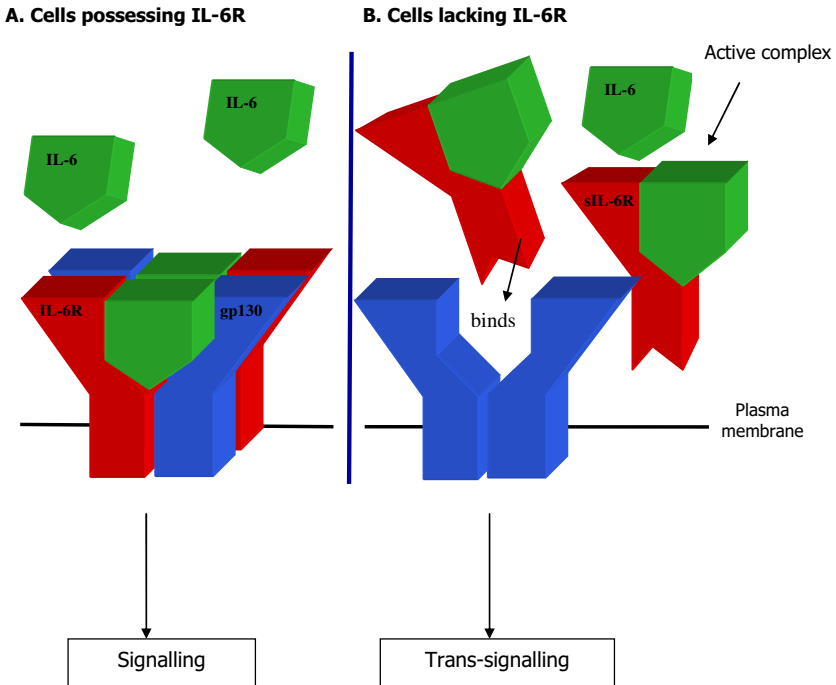 A. Cells possessing IL-6R
B. Cells lacking IL-6R
Active complex
IL-6
IL-6
IL-6
sIL-6R
IL-6R
gp130
binds
Plasma
membrane
Signalling
Trans-signalling